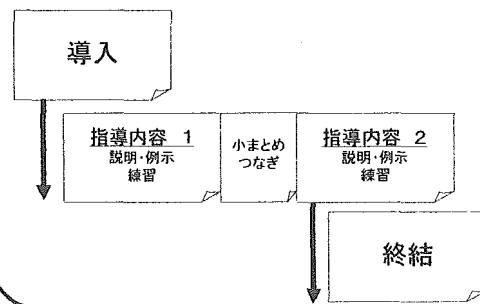 導入
指導内容 1
説明・例示
練習
小まとめ
つなぎ
指導内容 2
説明・例示
練習
終結